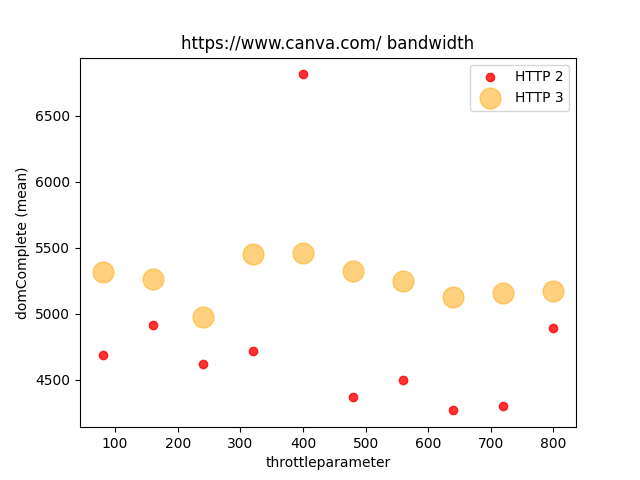 https://www.canva.com/ bandwidth
HTTP 2
HTTP 3
domComplete (mean)
6500
6000
5500
5000
4500
100 200 300 400 500 600 700 800
throttleparameter